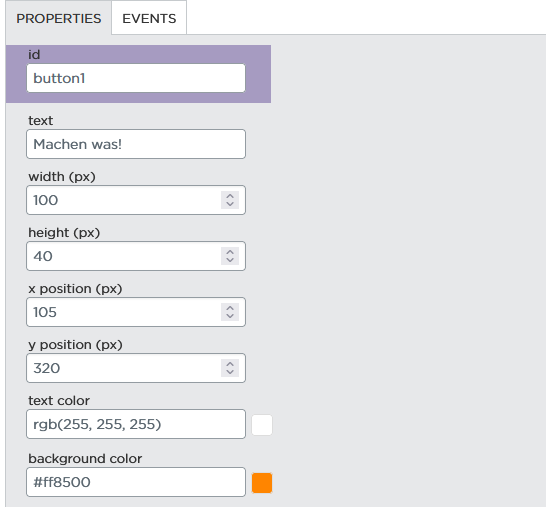 PROPERTIES EVENTS
id
button1
text
Machen was!
width (px)
100
height (px)
40
x position (px)
105
y position (px)
320
text color
rgb(255, 255, 255)
background color
#ff8500